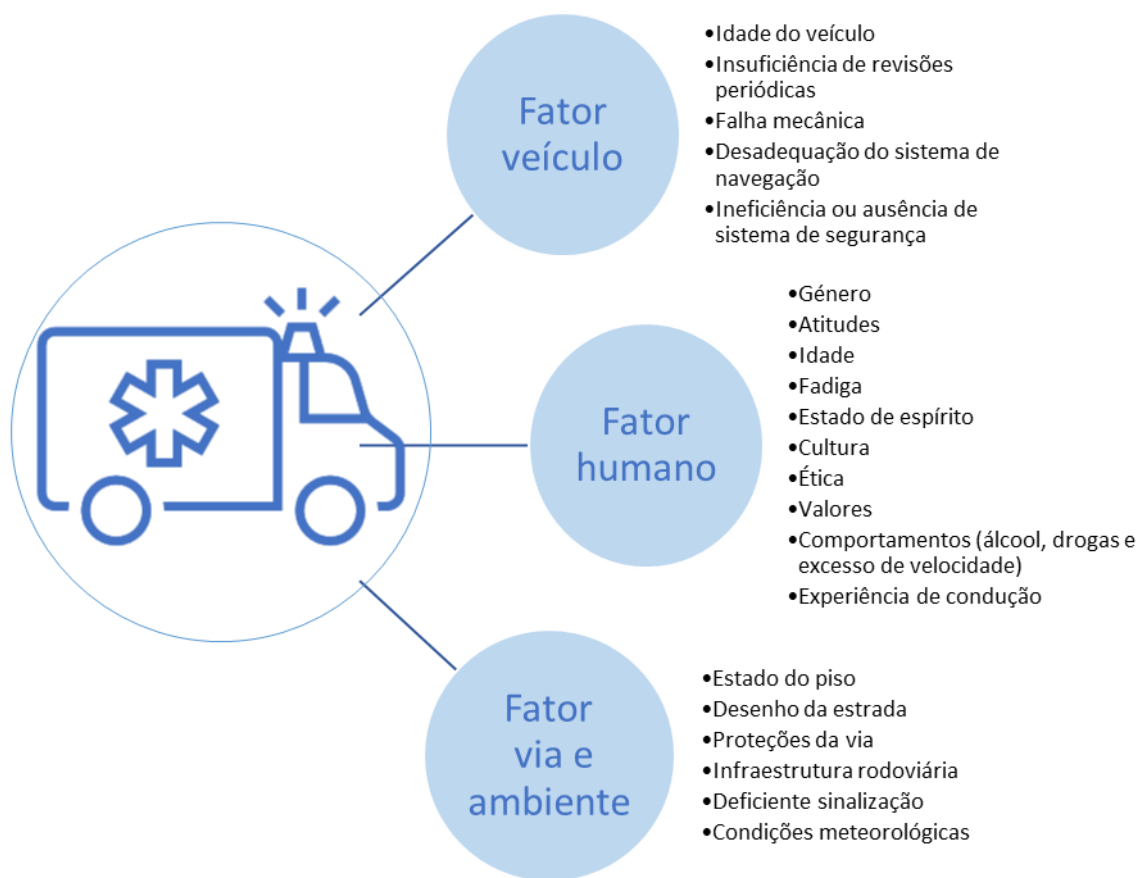 Fator
veículo
•Idade do veículo
•Insuficiência de revisões
periódicas
•Falha mecânica
•Desadequação do sistema de
navegação
•Ineficiência ou ausência de
sistema de segurança
Fator
humano
•Género
•Atitudes
•Idade
•Fadiga
•Estado de espírito
•Cultura
•Ética
•Valores
•Comportamentos (álcool, drogas e
excesso de velocidade)
•Experiência de condução
Fator
via e
ambiente
•Estado do piso
•Desenho da estrada
•Proteções da via
•Infraestrutura rodoviária
•Deficiente sinalização
•Condições meteorológicas